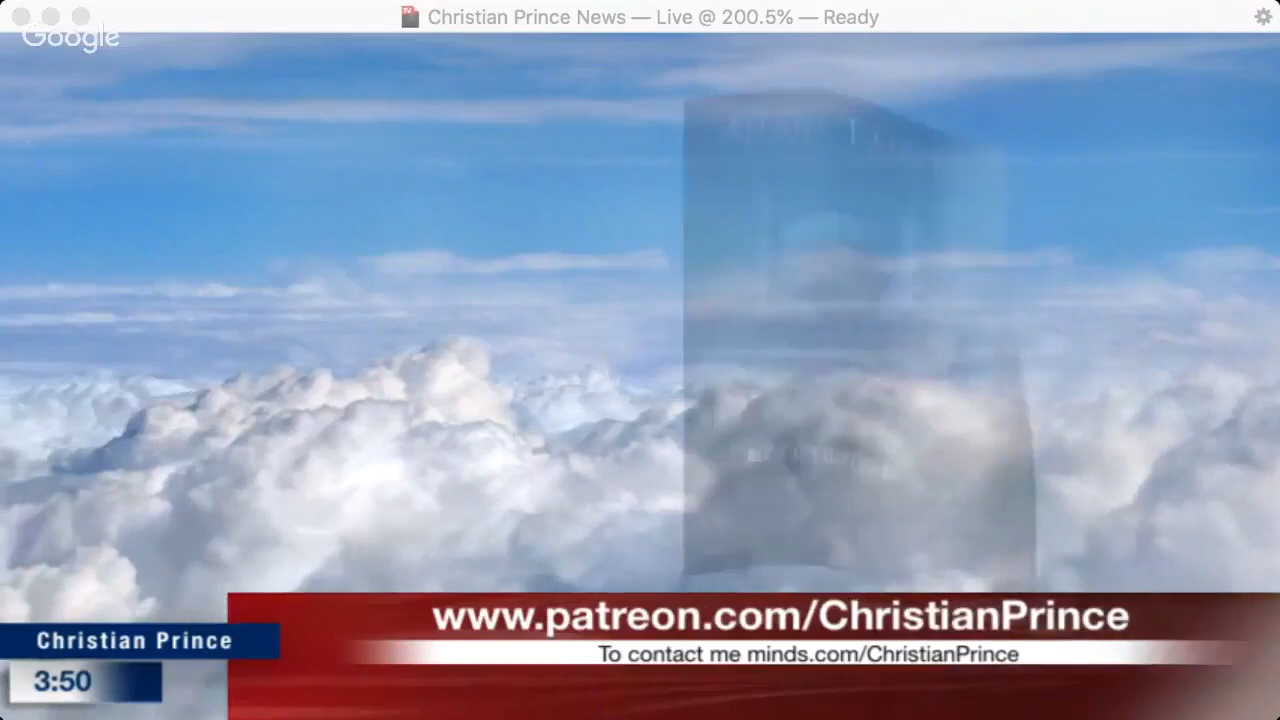 Christian Prince News — Live @ 200.5% — Ready
Google
www.patreon.com/ChristianPrince
Christian Prince
To contact me minds.com/ChristianPrince
3:50